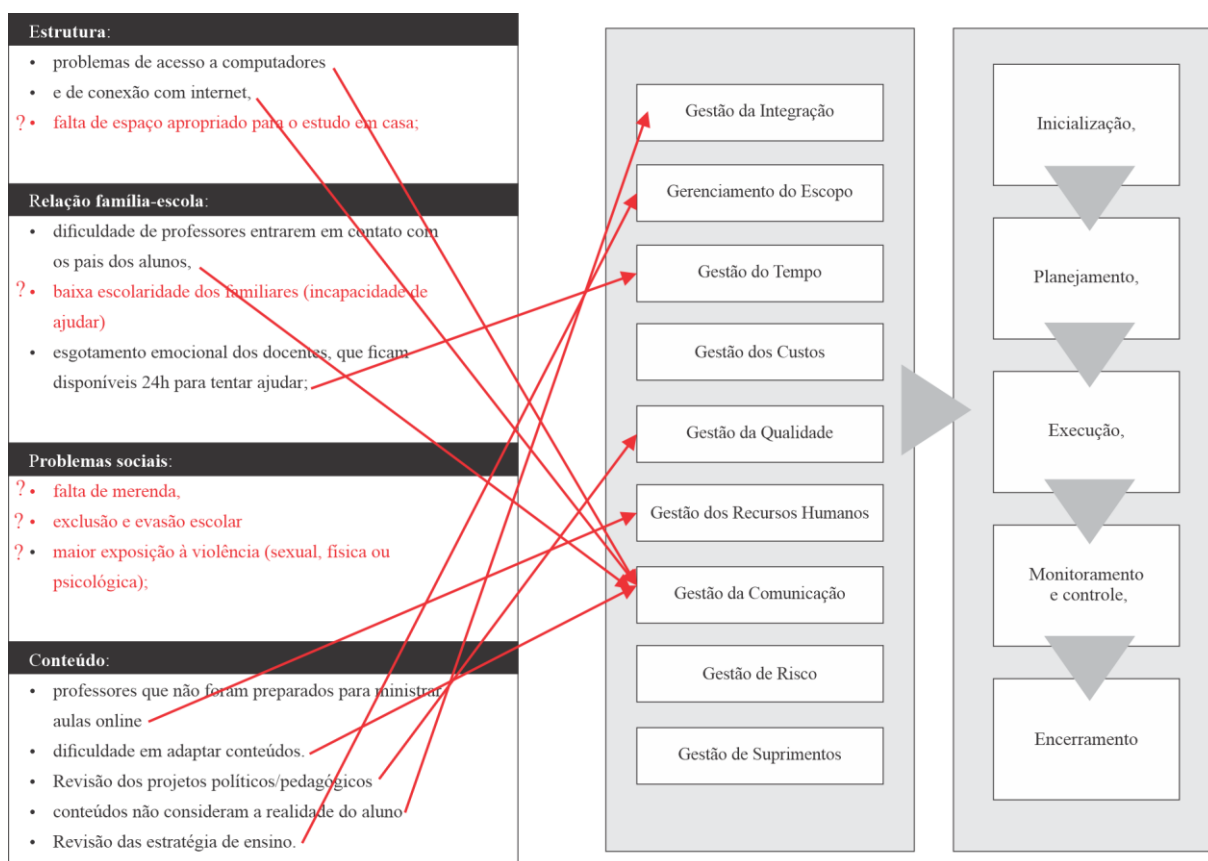 Estrutura:
• problemas de acesso a computadores
• e de conexão com internet,
? • falta de espaço apropriado para o estudo em casa;
Relação família-escola:
• dificuldade de professores entrarem em contato com
os pais dos alunos,
? • baixa escolaridade dos familiares (incapacidade de
ajudar)
• esgotamento emocional dos docentes, que ficam
disponíveis 24h para tentar ajudar;
Problemas sociais:
? • falta de merenda,
? • exclusão e evasão escolar
? • maior exposição à violência (sexual, física ou
psicológica);
Conteúdo:
• professores que não foram preparados para ministrar
aulas online
• dificuldade em adaptar conteúdos.
• Revisão dos projetos políticos/pedagógicos
• conteúdos não consideram a realidade do aluno
• Revisão das estratégia de ensino.
Gestão da Integração
Gerenciamento do Escopo
Gestão do Tempo
Gestão dos Custos
Gestão da Qualidade
Gestão dos Recursos Humanos
Gestão da Comunicação
Gestão de Risco
Gestão de Suprimentos
Inicialização,
Planejamento,
Execução,
Monitoramento
e controle,
Encerramento